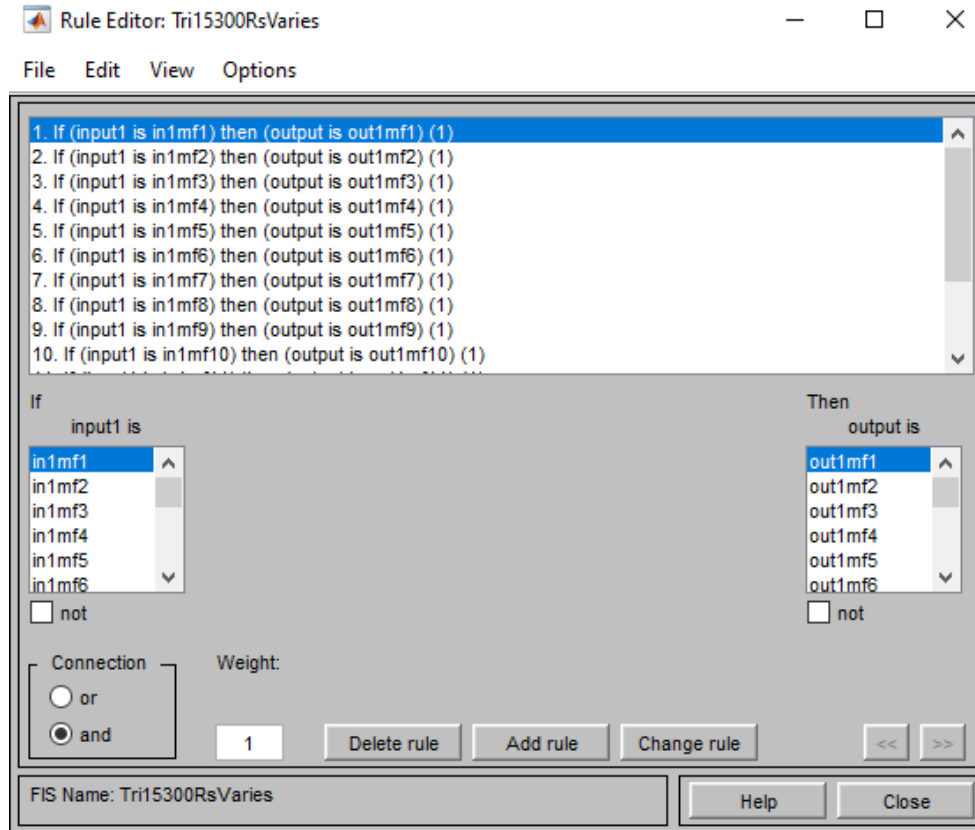 Rule Editor: Tri15300RsVaries
File Edit View Options
1. If (input1 is in1mf1) then (output is out1mf1) (1)
2. If (input1 is in1mf2) then (output is out1mf2) (1)
3. If (input1 is in1mf3) then (output is out1mf3) (1)
4. If (input1 is in1mf4) then (output is out1mf4) (1)
5. If (input1 is in1mf5) then (output is out1mf5) (1)
6. If (input1 is in1mf6) then (output is out1mf6) (1)
7. If (input1 is in1mf7) then (output is out1mf7) (1)
8. If (input1 is in1mf8) then (output is out1mf8) (1)
9. If (input1 is in1mf9) then (output is out1mf9) (1)
10. If (input1 is in1mf10) then (output is out1mf10) (1)
If
input1 is
in1mf1
in1mf2
in1mf3
in1mf4
in1mf5
in1mf6
not
Then
output is
out1mf1
out1mf2
out1mf3
out1mf4
out1mf5
out1mf6
not
Connection
or
and
Weight:
1
Delete rule
Add rule
Change rule
<<
>>
FIS Name: Tri15300RsVaries
Help
Close